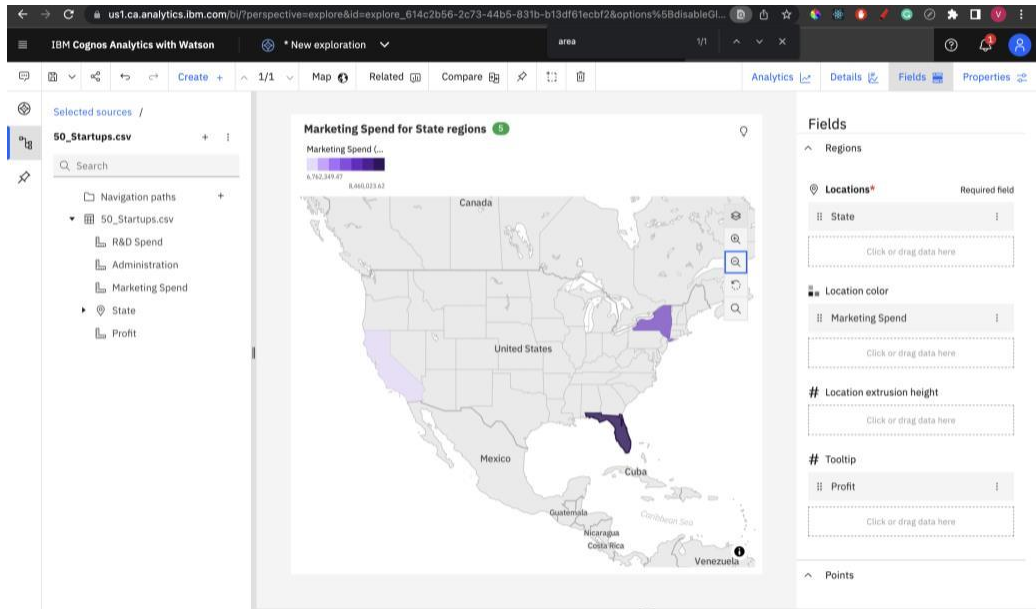 us1.ca.analytics.ibm.com/bi/?perspective=explore&id=explore_614c2b56-2c73-44b5-831b-b13df61ecbf2&options%5BdisableGl...
IBM Cognos Analytics with Watson
* New exploration
area
1/1
V
Create +
1/1
Map
Related
Compare
Analytics
Details
Fields
Properties
Selected sources /
50_Startups.csv
Search
Navigation paths
50_Startups.csv
R&D Spend
Administration
Marketing Spend
State
Profit
Marketing Spend for State regions 5
Marketing Spend (...
6,762,349.47
8,460,023.62
Canada
United States
Mexico
Cuba
Guatemala
Caribbean Sea
Nicaragua
Costa Rica
Venezuela
Fields
Regions
Locations*
Required field
State
Click or drag data here
Location color
Marketing Spend
Click or drag data here
# Location extrusion height
Click or drag data here
# Tooltip
Profit
Click or drag data here
Points